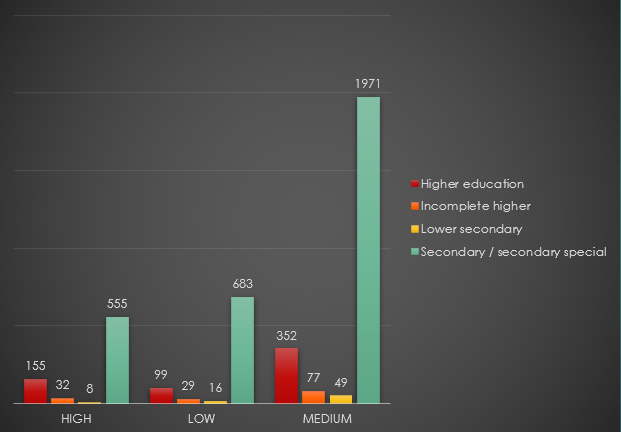 1971
683
555
352
155
99
77
49
32
29
16
8
HIGH
LOW
MEDIUM
Higher education
Incomplete higher
Lower secondary
Secondary / secondary special